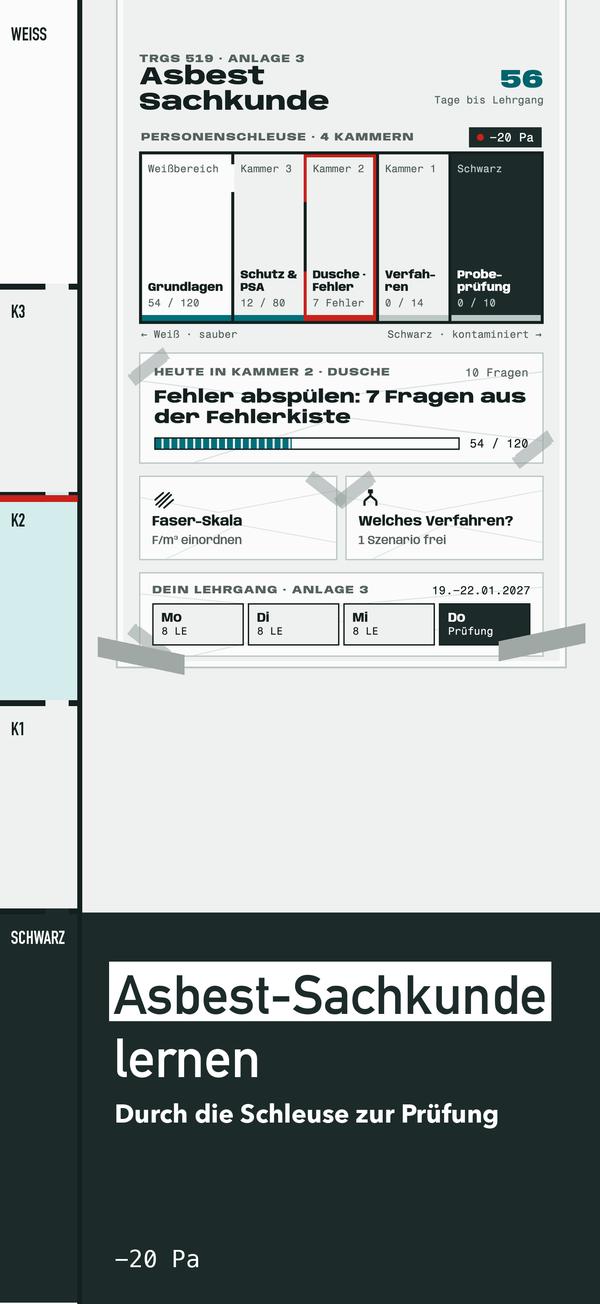 WEISS
K3
K2
K1
SCHWARZ
TRGS 519 · ANLAGE 3
Asbest
Sachkunde
56
Tage bis Lehrgang
PERSONENSCHLEUSE · 4 KAMMERN
−20 Pa
Weißbereich
Grundlagen
54 / 120
Kammer 3
Schutz &
PSA
12 / 80
Kammer 2
Dusche ·
Fehler
7 Fehler
Kammer 1
Verfah-
ren
0 / 14
Schwarz
Probe-
prüfung
0 / 10
← Weiß · sauber
Schwarz · kontaminiert →
HEUTE IN KAMMER 2 · DUSCHE
10 Fragen
Fehler abspülen: 7 Fragen aus
der Fehlerkiste
54 / 120
Faser-Skala
F/m³ einordnen
Welches Verfahren?
1 Szenario frei
DEIN LEHRGANG · ANLAGE 3
19.–22.01.2027
Mo
8 LE
Di
8 LE
Mi
8 LE
Do
Prüfung
Asbest-Sachkunde
lernen
Durch die Schleuse zur Prüfung
−20 Pa